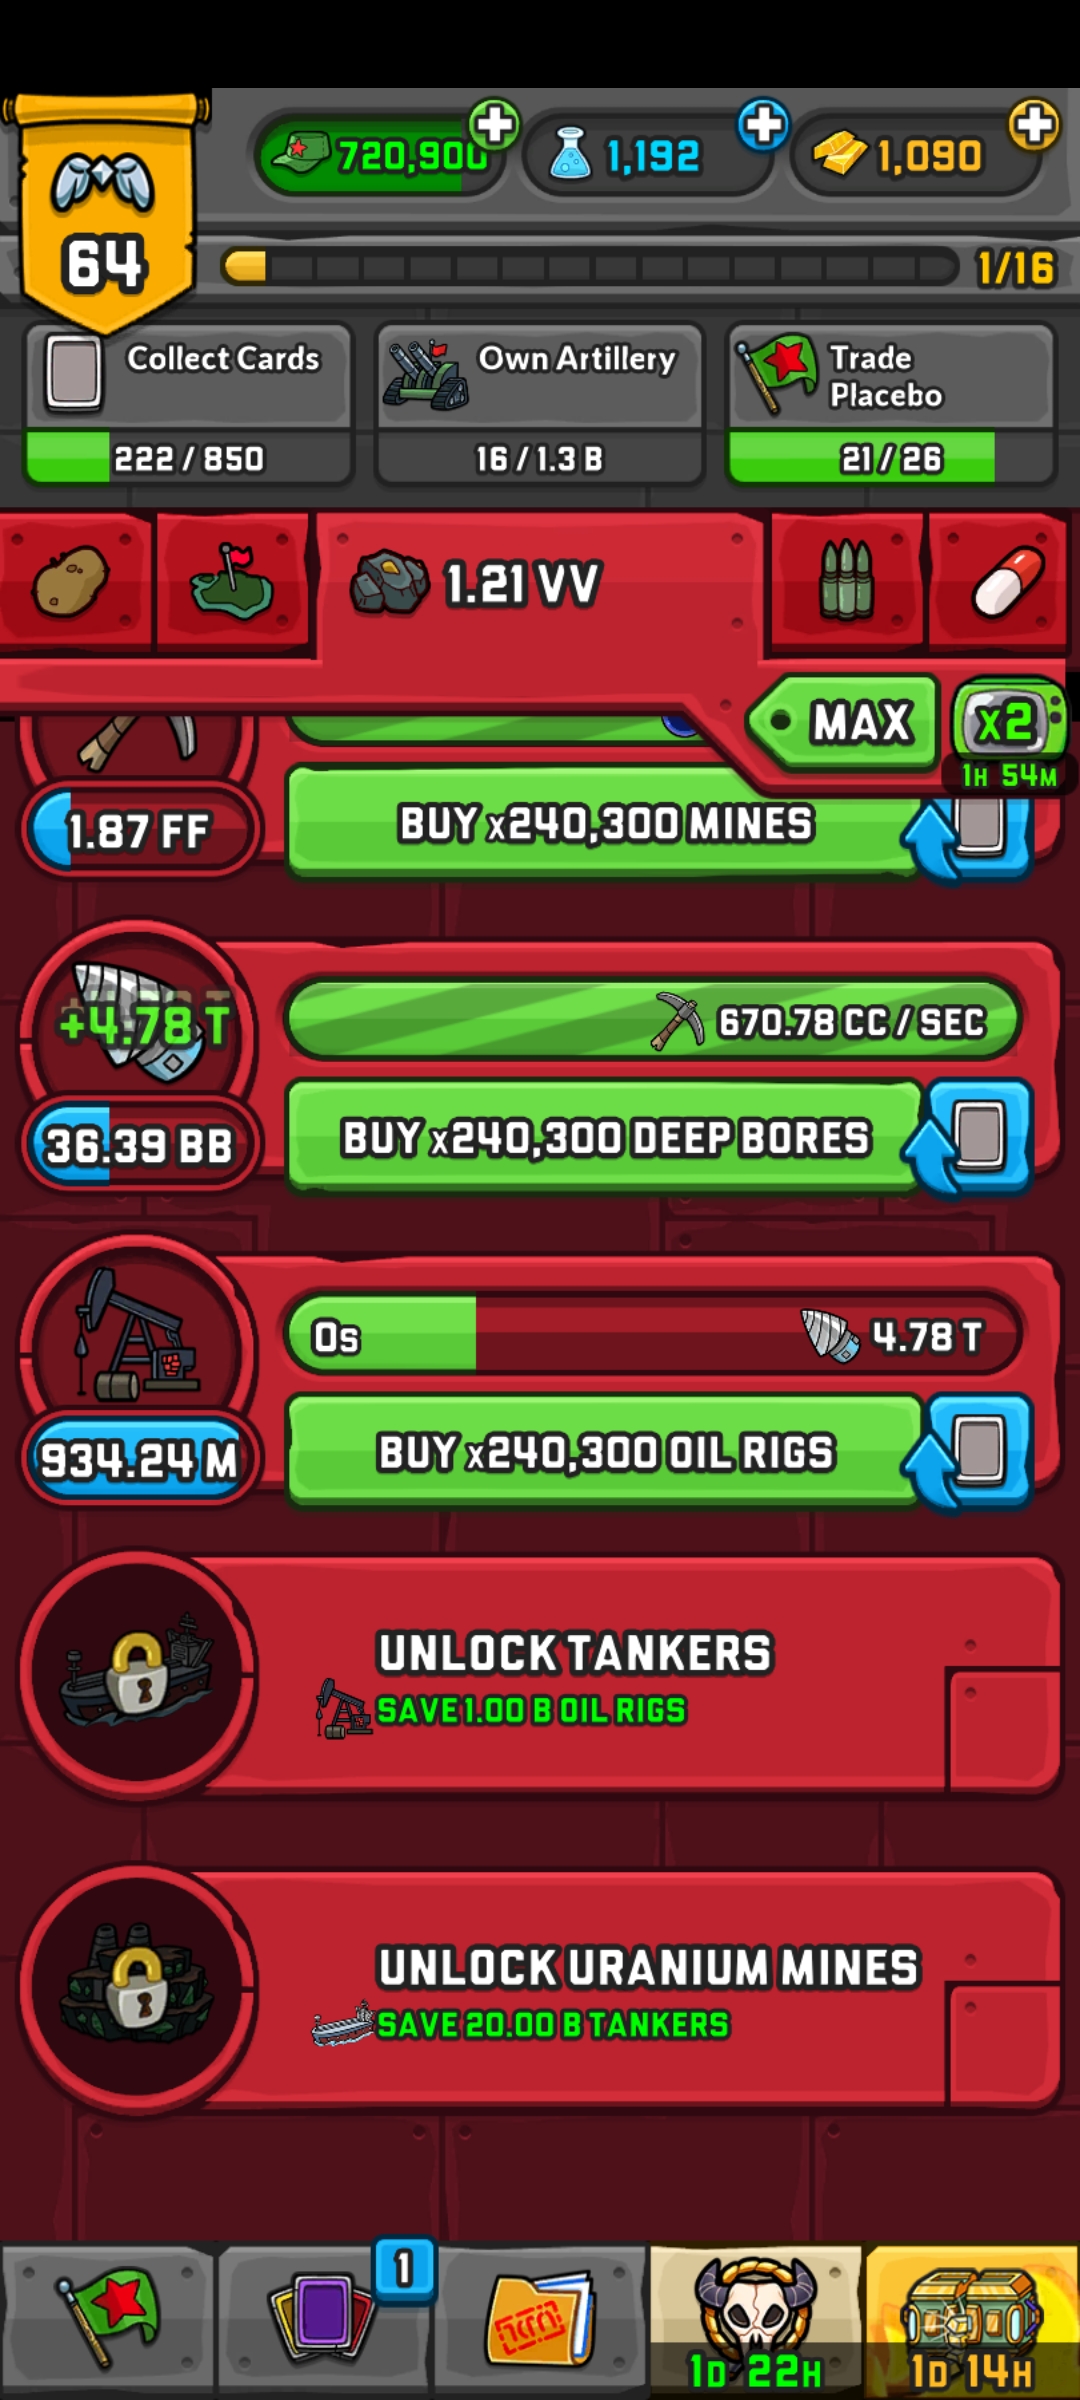 720,900
1,192
1,090
64
1/16
Collect Cards
222 / 850
Own Artillery
16 / 1.3 B
Trade
Placebo
21 / 26
1.21 VV
MAX
x2
1H 54M
1.87 FF
BUY x240,300 MINES
+4.78 T
670.78 CC / SEC
36.39 BB
BUY x240,300 DEEP BORES
0s
4.78 T
934.24 M
BUY x240,300 OIL RIGS
UNLOCK TANKERS
SAVE 1.00 B OIL RIGS
UNLOCK URANIUM MINES
SAVE 20.00 B TANKERS
1
1D 22H
1D 14H